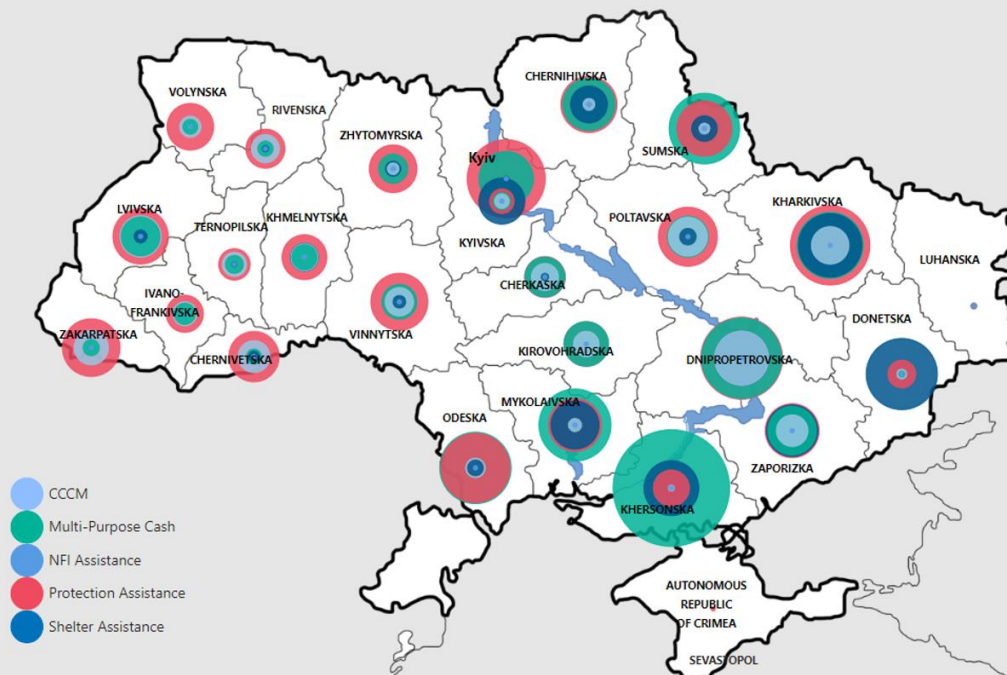 CHERNIHIVSKA
VOLYNSKA
RIVENSKA
ZHYTOMYRSKA
Kyiv
SUMSKA
LVIVSKA
TERNOPILSKA
KHMELNYTSKA
KYIVSKA
POLTAVSKA
KHARKIVSKA
LUHANSKA
CHERKASKA
IVANO-
FRANKIVSKA
ZAKARPATSKA
CHERNIVETSKA
VINNYTSKA
KIROVOHRADSKA
DNIPROPETROVSKA
DONETSKA
ODESKA
MYKOLAIVSKA
ZAPORIZKA
KHERSONSKA
AUTONOMOUS
REPUBLIC
OF CRIMEA
SEVASTOPOL
CCCM
Multi-Purpose Cash
NFI Assistance
Protection Assistance
Shelter Assistance